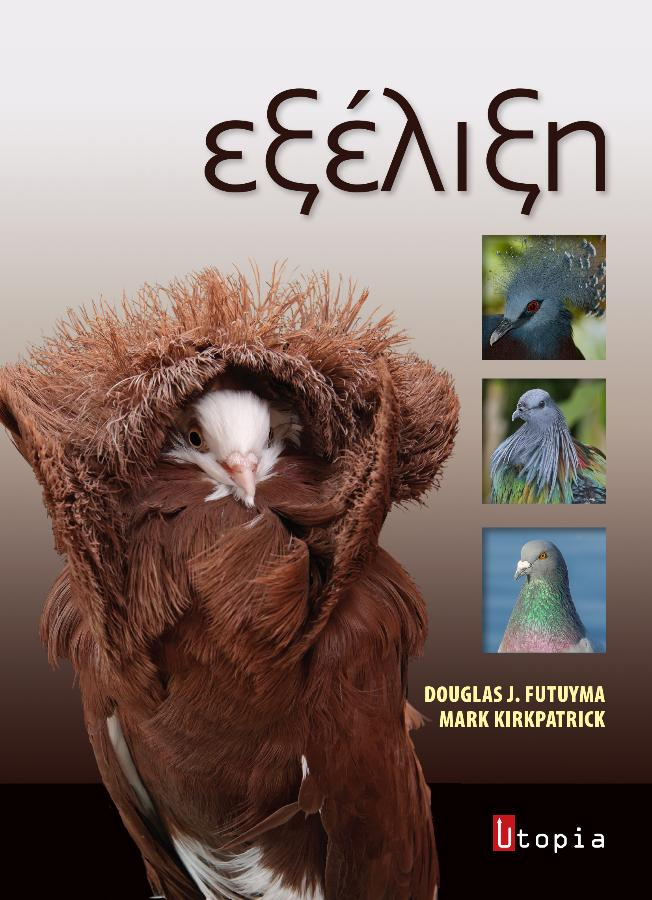 εξέλιξη
DOUGLAS J. FUTUYMA
MARK KIRKPATRICK
Utopia